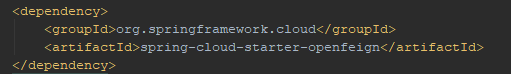 <dependency>
<groupId>org.springframework.cloud</groupId>
<artifactId>spring-cloud-starter-openfeign</artifactId>
</dependency>